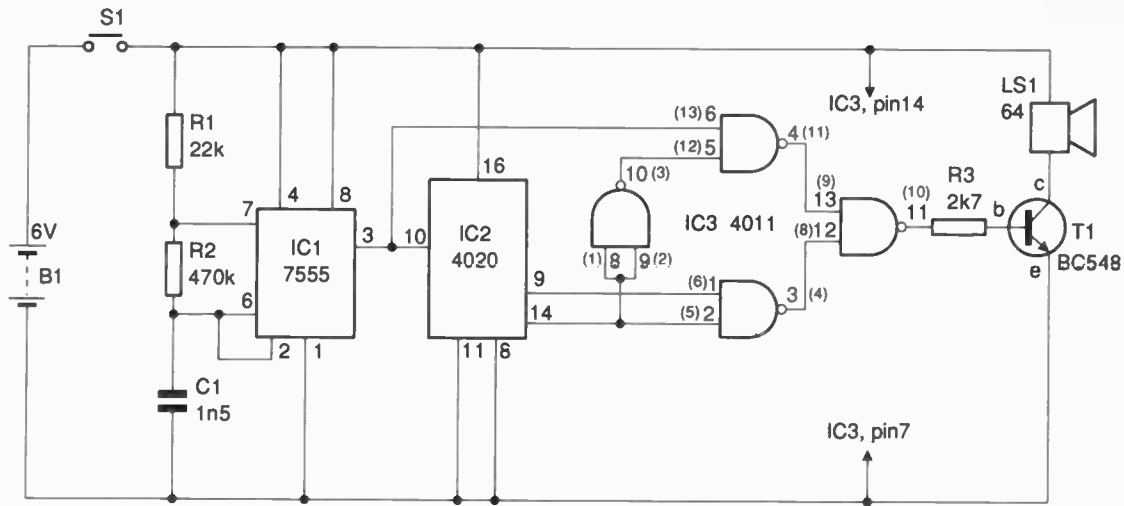 S1
R1
22k
R2
470k
C1
1n5
6V
B1
4
8
7
6
2
1
3
IC1
7555
16
10
IC2
4020
9
14
11
8
(13) 6
(12) 5
4 (11)
10 (3)
(1) 8
9 (2)
IC3 4011
(6) 1
(5) 2
3 (4)
(9)
13
(8) 12
(10)
11
R3
2k7
IC3, pin14
IC3, pin7
LS1
64
c
b
e
T1
BC548